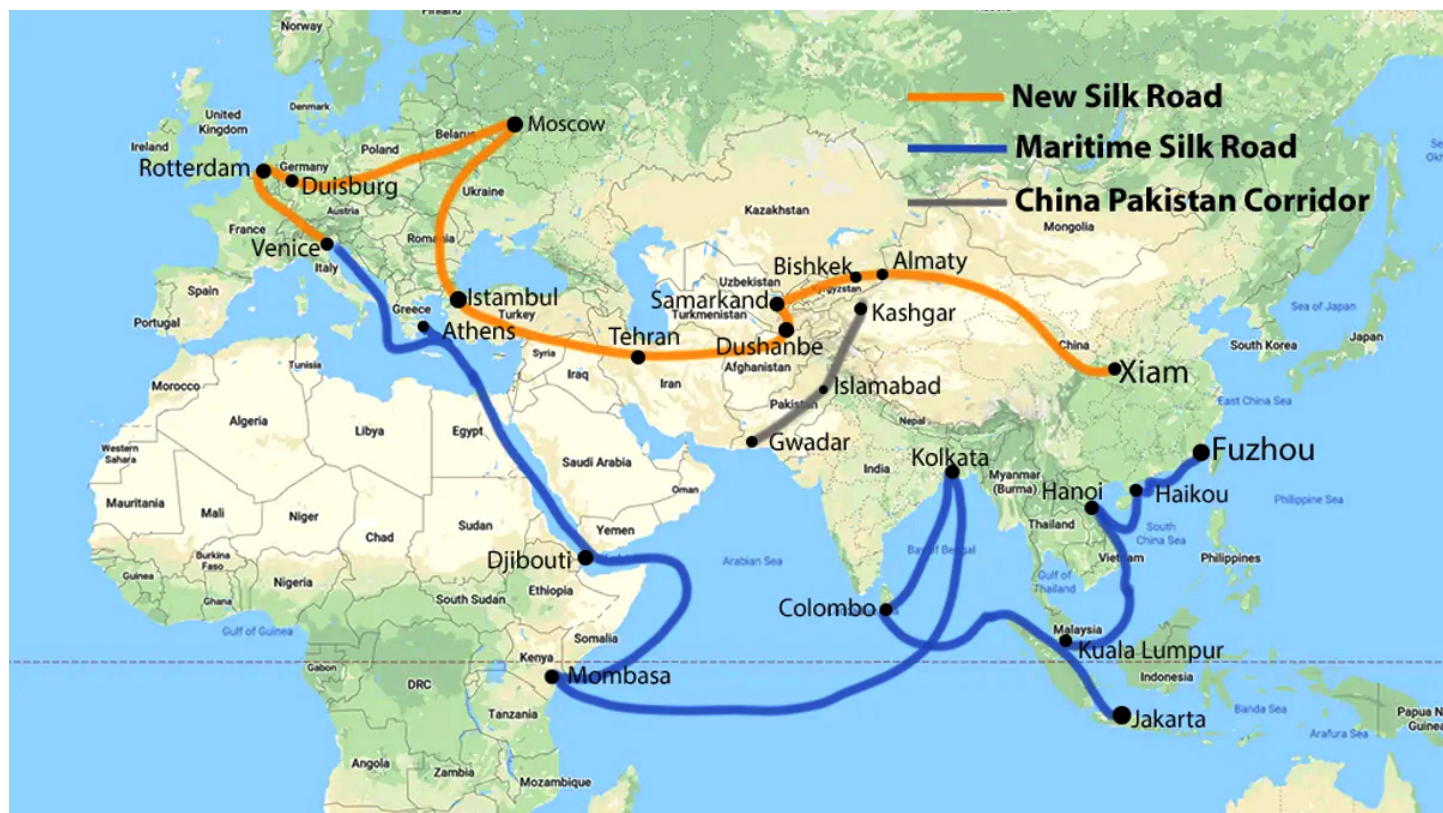 Norway
Finland
New Silk Road
Maritime Silk Road
China Pakistan Corridor
Denmark
United
Kingdom
Ireland
Moscow
Belarus
Poland
Rotterdam
Germany
Duisburg
Ukraine
Austria
France
Romania
Venice
Italy
Spain
Portugal
Greece
Istambul
Turkey
Athens
Kazakhstan
Mongolia
Bishkek
Almaty
Uzbekistan
Kyrgyzstan
Samarkand
Turkmenistan
Kashgar
Tehran
Dushanbe
Afghanistan
China
Xiam
Sea of Japan
Japan
South Korea
East China Sea
Syria
Iraq
Iran
Islamabad
Pakistan
Gwadar
Nepal
Tunisia
Morocco
Algeria
Libya
Egypt
Western
Sahara
Saudi Arabia
Oman
Yemen
India
Kolkata
Myanmar
(Burma)
Hanoi
Haikou
Fuzhou
Philippine Sea
South
China Sea
Thailand
Vietnam
Philippines
Gulf of
Thailand
Bay of Bengal
Arabian Sea
Mauritania
Mali
Niger
Chad
Sudan
Burkina
Faso
Guinea
Ghana
Nigeria
Gulf of Guinea
South Sudan
Ethiopia
Djibouti
Somalia
Colombo
Malaysia
Kuala Lumpur
Indonesia
Jakarta
Banda Sea
Arafura Sea
Papua N
Guinea
Gabon
DRC
Kenya
Mombasa
Tanzania
Angola
Zambia
Mozambique